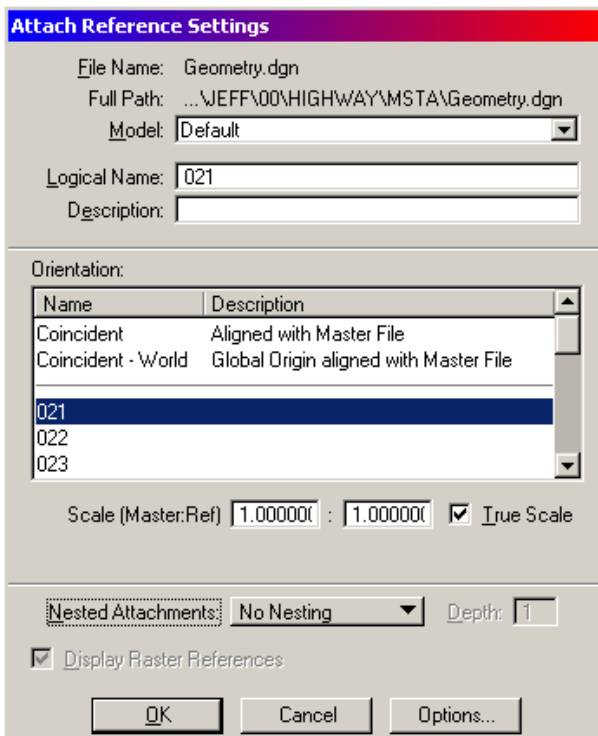 Attach Reference Settings
File Name: Geometry.dgn
Full Path: ...\JEFF\00\HIGHWAY\MSTA\Geometry.dgn
Model: Default
Logical Name: 021
Description:
Orientation:
Name Description
Coincident Aligned with Master File
Coincident - World Global Origin aligned with Master File
021
022
023
Scale (Master:Ref) 1.00000( : 1.00000( True Scale
Nested Attachments: No Nesting Depth: 1
Display Raster References
OK Cancel Options...